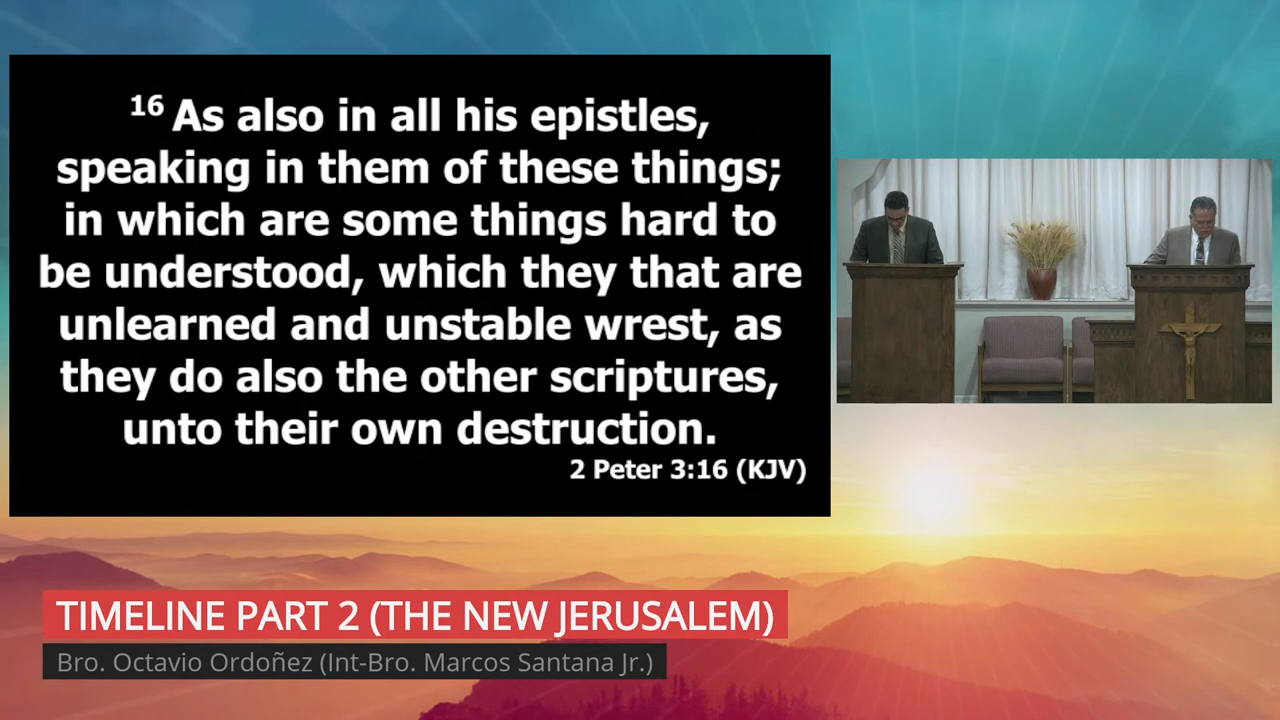 16 As also in all his epistles,
speaking in them of these things;
in which are some things hard to
be understood, which they that are
unlearned and unstable wrest, as
they do also the other scriptures,
unto their own destruction.
2 Peter 3:16 (KJV)
TIMELINE PART 2 (THE NEW JERUSALEM)
Bro. Octavio Ordoñez (Int-Bro. Marcos Santana Jr.)